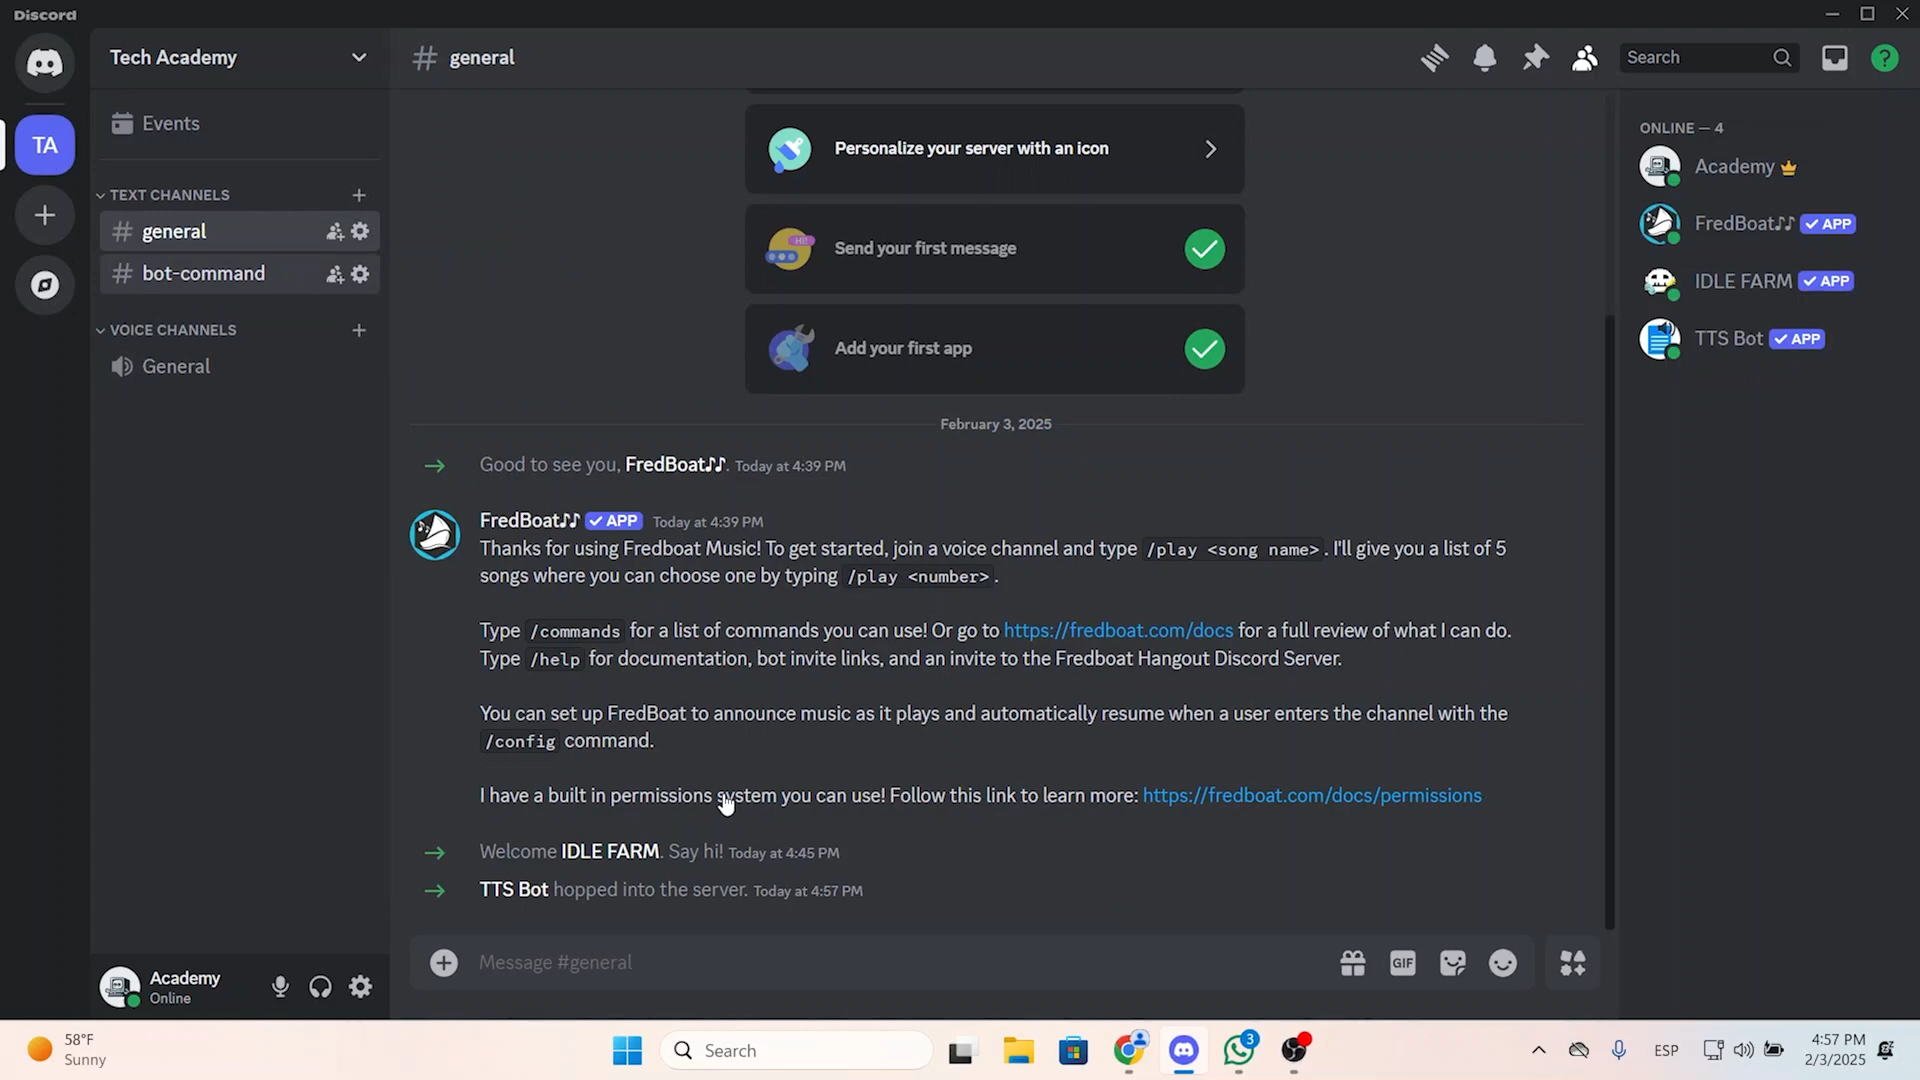 Discord
Tech Academy
# general
Search
?
Events
TA
TEXT CHANNELS
general
bot-command
VOICE CHANNELS
General
Personalize your server with an icon
HI!
Send your first message
Add your first app
February 3, 2025
Good to see you, FredBoat♪♪. Today at 4:39 PM
FredBoat♪♪ ✓ APP Today at 4:39 PM
Thanks for using Fredboat Music! To get started, join a voice channel and type /play <song name>. I'll give you a list of 5
songs where you can choose one by typing /play <number>.
Type /commands for a list of commands you can use! Or go to https://fredboat.com/docs for a full review of what I can do.
Type /help for documentation, bot invite links, and an invite to the Fredboat Hangout Discord Server.
You can set up FredBoat to announce music as it plays and automatically resume when a user enters the channel with the
/config command.
I have a built in permissions system you can use! Follow this link to learn more: https://fredboat.com/docs/permissions
Welcome IDLE FARM. Say hi! Today at 4:45 PM
TTS Bot hopped into the server. Today at 4:57 PM
Message #general
GIF
ONLINE — 4
Academy
FredBoat♪♪ ✓ APP
IDLE FARM ✓ APP
TTS Bot ✓ APP
Academy
Online
58°F
Sunny
Search
3
ESP
4:57 PM
2/3/2025